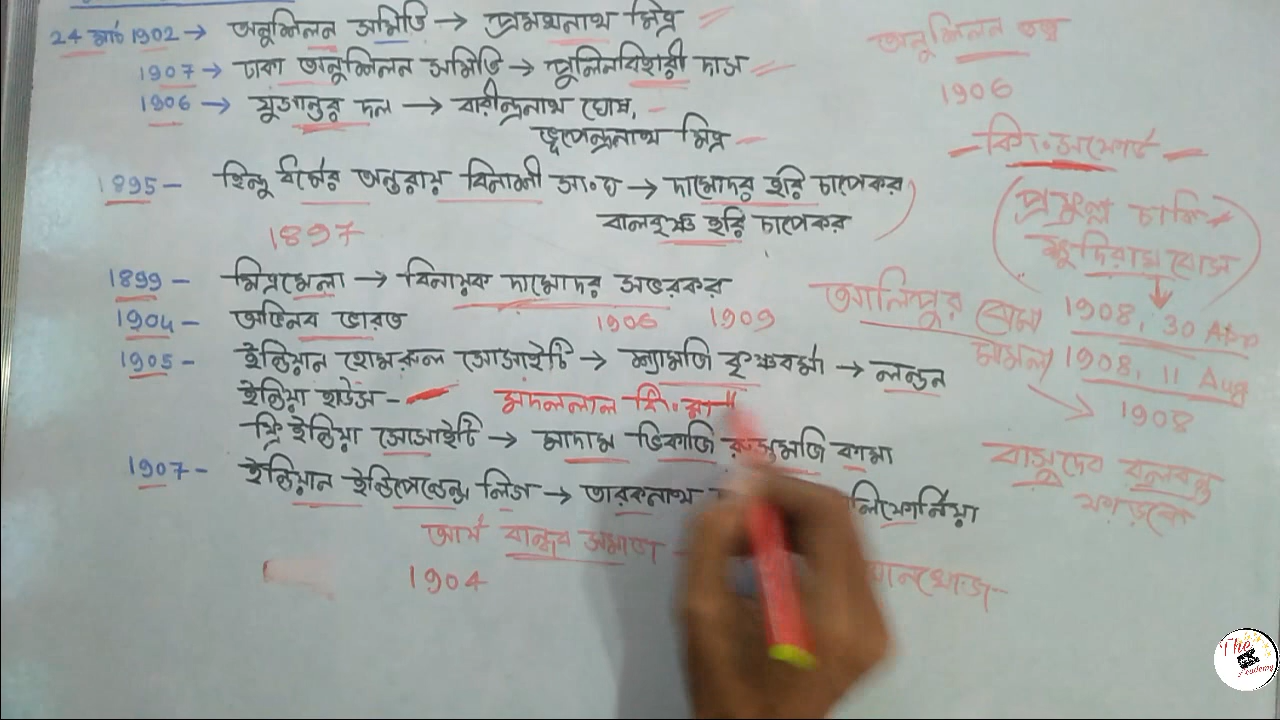 24 মার্চ 1902 → অনুশিলন সমিতি → প্রমথনাথ মিত্র
1907 → ঢাকা অনুশিলন সমিতি → পুলিনবিহারী দাস
1906 → যুগান্তর দল → বারীন্দ্রনাথ ঘোষ,
ভূপেন্দ্রনাথ মিত্র
1895 – হিন্দু ধর্মের অন্তরায় বিনাশী → দামোদর হরি চাপেকর
বালকৃষ্ণ হরি চাপেকর
1897
1899 – মিত্রমেলা → বিনায়ক দামোদর সভরকর
1904 – অভিনব ভারত
1906 1909
1905 – ইন্ডিয়ান হোমরুল সোসাইটি → শ্যামজি কৃষ্ণবর্মা → লন্ডন
ইন্ডিয়া হাউস –
মদনলাল
ফ্রি ইন্ডিয়া সোসাইটি → মাদাম ভিকাজি রুস্তমজি কামা
1907 – ইন্ডিয়ান ইন্ডিপেন্ডেন্স লিগ → তারকনাথ
আর্য বান্ধব সমাজ
1904
অনুশিলন তত্ত্ব
1906
কিংসফোর্ড
প্রফুল্ল চাকি
ক্ষুদিরাম বোস
আলিপুর বোমা
মামলা
1908, 30 Apr
1908, 11 Aug
1908
বাসুদেব বলবন্ত
The
Academy